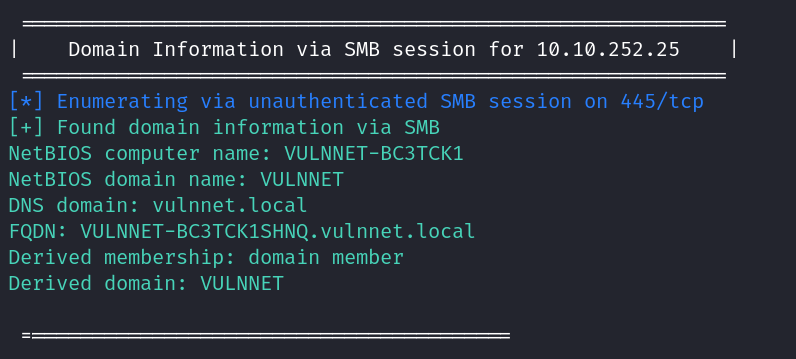 ===========================================================
|    Domain Information via SMB session for 10.10.252.25    |
===========================================================
[*] Enumerating via unauthenticated SMB session on 445/tcp
[+] Found domain information via SMB
NetBIOS computer name: VULNNET-BC3TCK1
NetBIOS domain name: VULNNET
DNS domain: vulnnet.local
FQDN: VULNNET-BC3TCK1SHNQ.vulnnet.local
Derived membership: domain member
Derived domain: VULNNET
=========================================